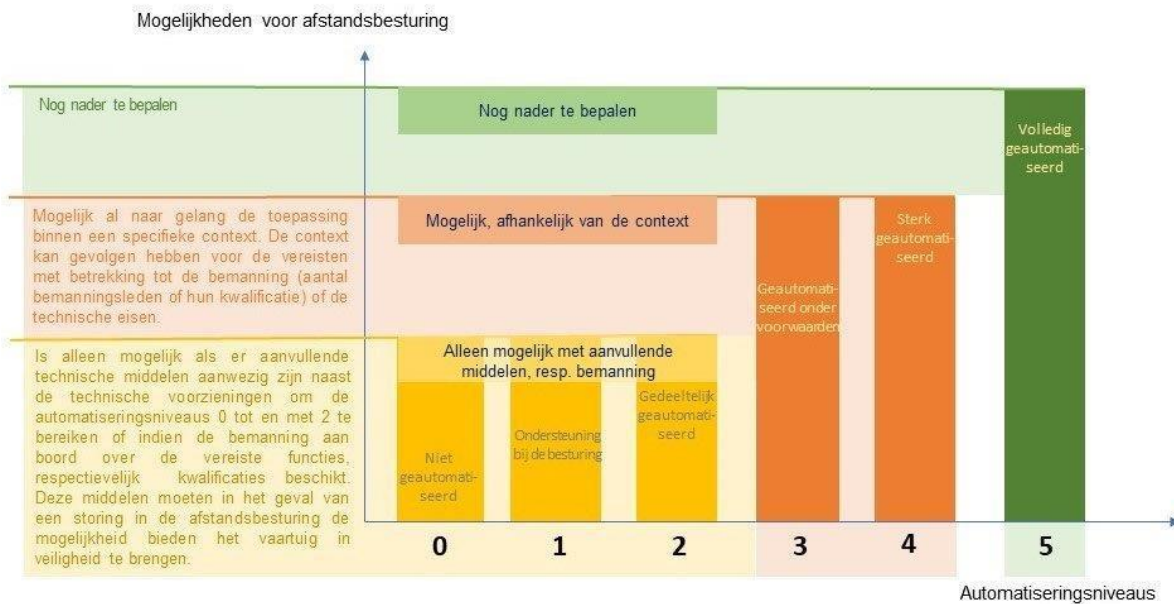 Mogelijkheden voor afstandsbesturing
Nog nader te bepalen
Nog nader te bepalen
Volledig
geautomati-
seerd
Mogelijk al naar gelang de toepassing
binnen een specifieke context. De context
kan gevolgen hebben voor de vereisten
met betrekking tot de bemanning (aantal
bemanningsleden of hun kwalificatie) of de
technische eisen.
Mogelijk, afhankelijk van de context
Geautomati-
seerd onder
voorwaarden
Sterk
geautomati-
seerd
Is alleen mogelijk als er aanvullende
technische middelen aanwezig zijn naast
de technische voorzieningen om de
automatiseringsniveaus 0 tot en met 2 te
bereiken of indien de bemanning aan
boord over de vereiste functies,
respectievelijk kwalificaties beschikt.
Deze middelen moeten in het geval van
een storing in de afstandsbesturing de
mogelijkheid bieden het vaartuig in
veiligheid te brengen.
Alleen mogelijk met aanvullende
middelen, resp. bemanning
Niet
geautomati-
seerd
Ondersteuning
bij de besturing
Gedeeltelijk
geautomati-
seerd
0 1 2 3 4 5
Automatiseringsniveaus